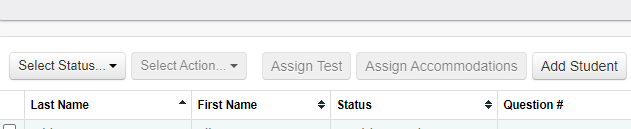 Select Status... Select Action... Assign Test Assign Accommodations Add Student
Last Name First Name Status Question #